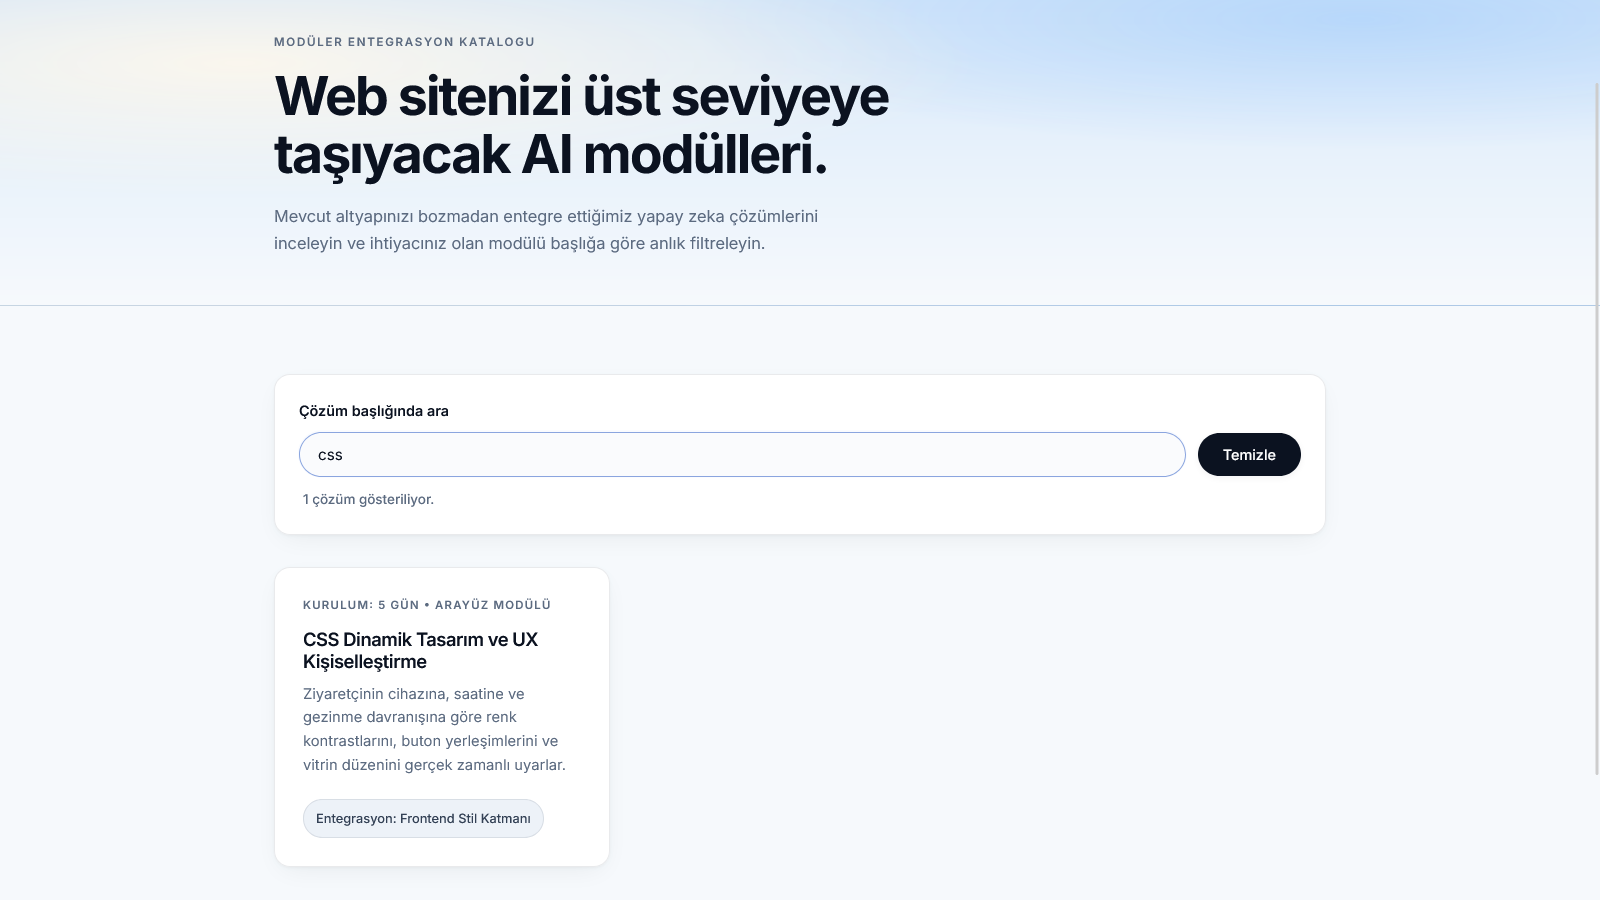 MODÜLER ENTEGRASYON KATALOGU
Web sitenizi üst seviyeye
taşıyacak AI modülleri.
Mevcut altyapınızı bozmadan entegre ettiğimiz yapay zeka çözümlerini
inceleyin ve ihtiyacınız olan modülü başlığa göre anlık filtreleyin.
Çözüm başlığında ara
css
Temizle
1 çözüm gösteriliyor.
KURULUM: 5 GÜN • ARAYÜZ MODÜLÜ
CSS Dinamik Tasarım ve UX
Kişiselleştirme
Ziyaretçinin cihazına, saatine ve
gezinme davranışına göre renk
kontrastlarını, buton yerleşimlerini ve
vitrin düzenini gerçek zamanlı uyarlar.
Entegrasyon: Frontend Stil Katmanı